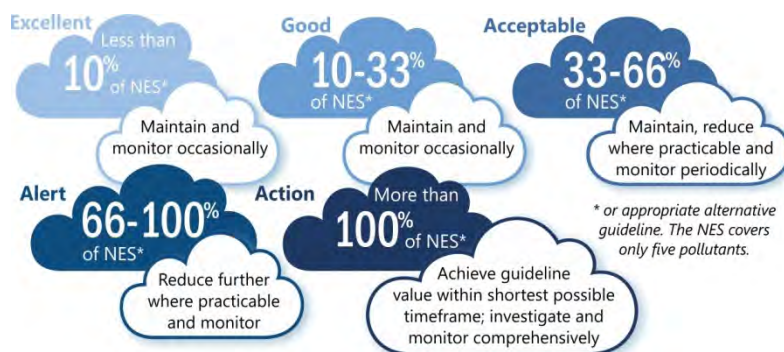 Excellent
Less than
10%
of NES*
Maintain and
monitor occasionally
Good
10-33%
of NES*
Maintain and
monitor occasionally
Acceptable
33-66%
of NES*
Maintain, reduce
where practicable and
monitor periodically
Alert
66-100%
of NES*
Reduce further
where practicable
and monitor
Action
More than
100%
of NES*
Achieve guideline
value within shortest possible
timeframe; investigate and
monitor comprehensively
* or appropriate alternative
guideline. The NES covers
only five pollutants.